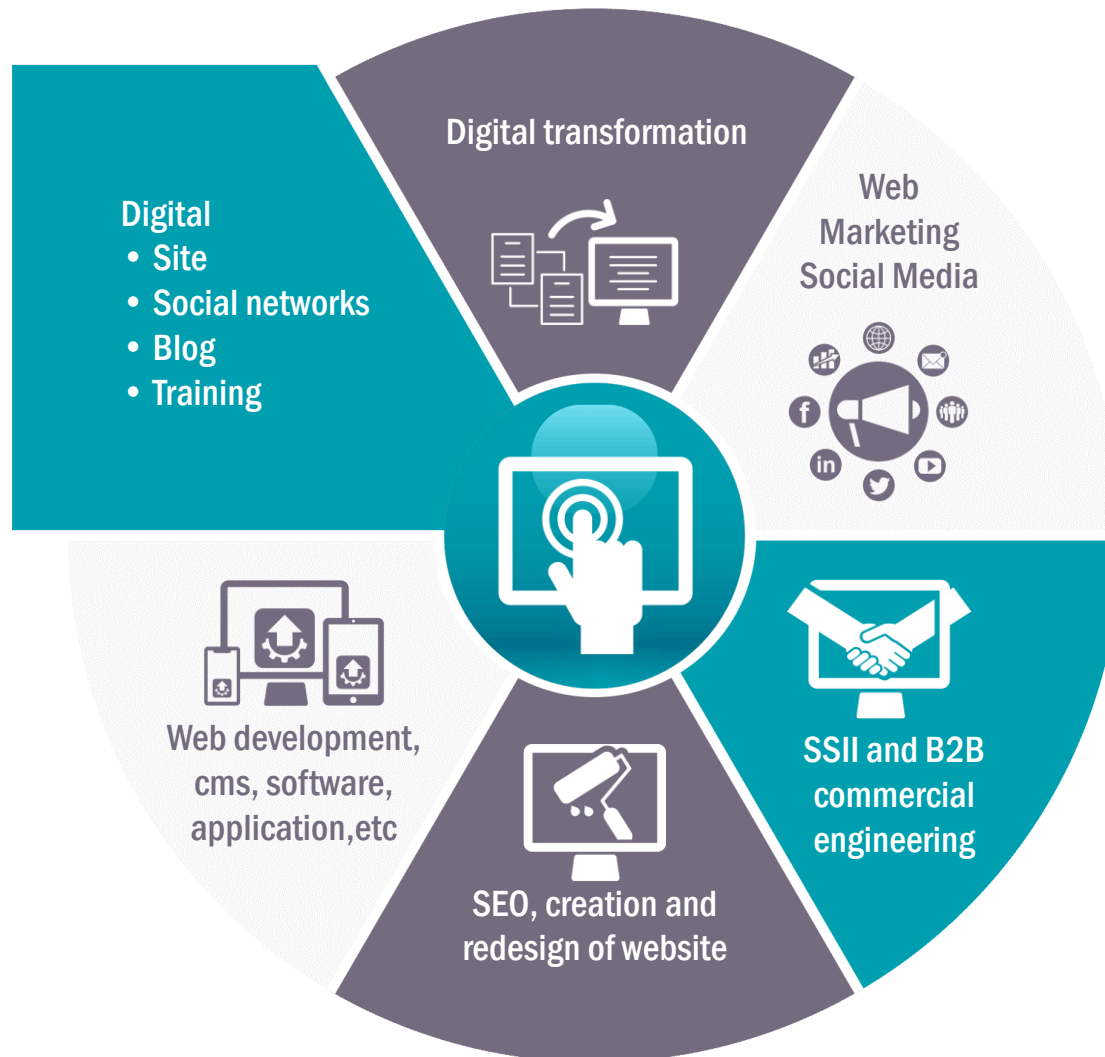 Digital transformation
Digital
• Site
• Social networks
• Blog
• Training
Web
Marketing
Social Media
f
in
Web development,
cms, software,
application,etc
SSII and B2B
commercial
engineering
SEO, creation and
redesign of website